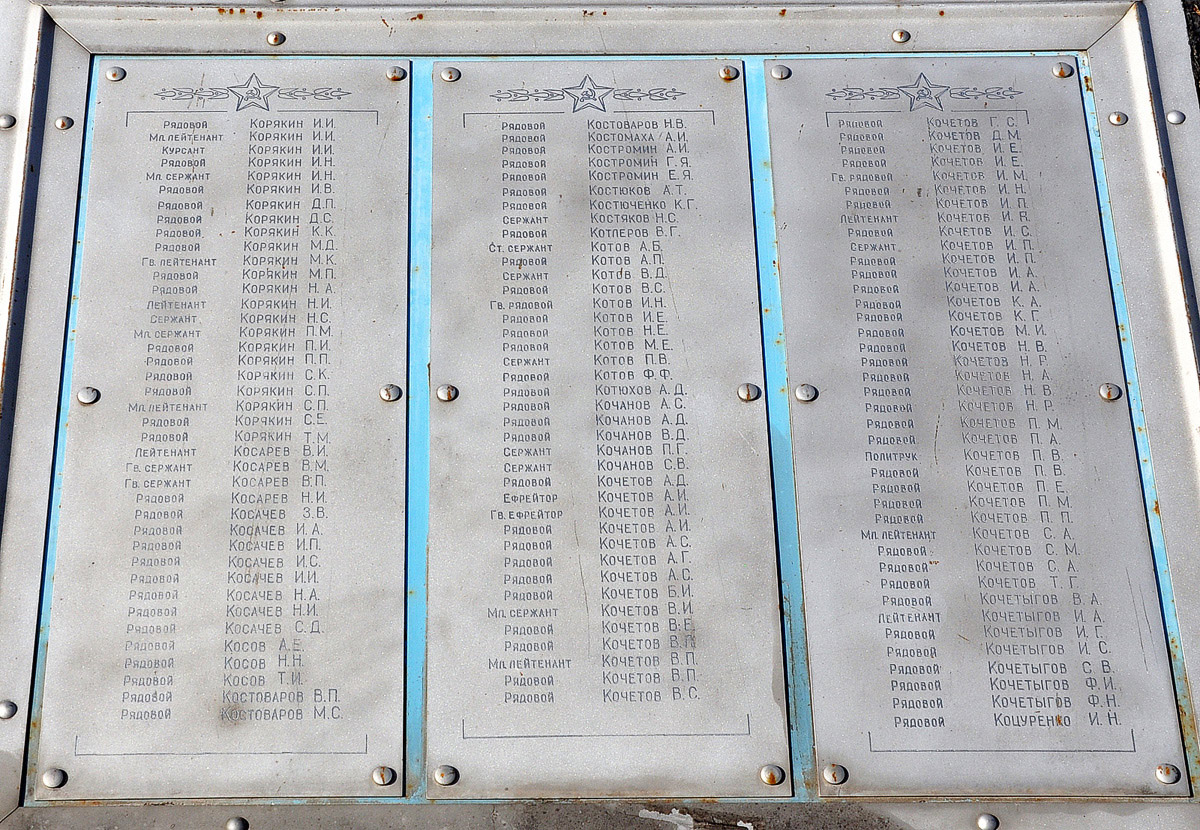 Рядовой Корякин И.И.
Мл. лейтенант Корякин И.И.
Курсант Корякин И.И.
Рядовой Корякин И.Н.
Мл. сержант Корякин И.Н.
Рядовой Корякин И.В.
Рядовой Корякин Д.П.
Рядовой Корякин Д.С.
Рядовой Корякин К.К.
Рядовой Корякин М.Д.
Гв. лейтенант Корякин М.К.
Рядовой Корякин М.П.
Рядовой Корякин Н.А.
Лейтенант Корякин Н.И.
Сержант Корякин Н.С.
Мл. сержант Корякин П.М.
Рядовой Корякин П.И.
Рядовой Корякин П.П.
Рядовой Корякин С.К.
Рядовой Корякин С.П.
Мл. лейтенант Корякин С.П.
Рядовой Корякин С.Е.
Рядовой Корякин Т.М.
Лейтенант Косарев В.И.
Гв. сержант Косарев В.М.
Гв. сержант Косарев В.П.
Рядовой Косарев Н.И.
Рядовой Косачев З.В.
Рядовой Косачев И.А.
Рядовой Косачев И.П.
Рядовой Косачев И.С.
Рядовой Косачев И.И.
Рядовой Косачев Н.А.
Рядовой Косачев Н.И.
Рядовой Косачев С.Д.
Рядовой Косов А.Е.
Рядовой Косов Н.Н.
Рядовой Косов Т.И.
Рядовой Костоваров В.П.
Рядовой Костоваров М.С.
Рядовой Костоваров Н.В.
Рядовой Костомаха А.И.
Рядовой Костромин А.И.
Рядовой Костромин Г.Я.
Рядовой Костромин Е.Я.
Рядовой Костюков А.Т.
Рядовой Костюченко К.Г.
Сержант Костяков Н.С.
Рядовой Котлеров В.Г.
Ст. сержант Котов А.Б.
Рядовой Котов А.П.
Сержант Котов В.Д.
Рядовой Котов В.С.
Гв. рядовой Котов И.Н.
Рядовой Котов И.Е.
Рядовой Котов Н.Е.
Рядовой Котов М.Е.
Сержант Котов П.В.
Рядовой Котов Ф.Ф.
Рядовой Котюхов А.Д.
Рядовой Кочанов А.С.
Рядовой Кочанов А.Д.
Рядовой Кочанов В.Д.
Сержант Кочанов П.Г.
Сержант Кочанов С.В.
Рядовой Кочетов А.Д.
Ефрейтор Кочетов А.И.
Гв. ефрейтор Кочетов А.И.
Рядовой Кочетов А.И.
Рядовой Кочетов А.С.
Рядовой Кочетов А.Г.
Рядовой Кочетов А.С.
Рядовой Кочетов Б.И.
Мл. сержант Кочетов В.И.
Рядовой Кочетов В.Е.
Рядовой Кочетов В.П.
Мл. лейтенант Кочетов В.П.
Рядовой Кочетов В.П.
Рядовой Кочетов В.С.
Рядовой Кочетов Г.С.
Рядовой Кочетов Д.М.
Рядовой Кочетов И.Е.
Рядовой Кочетов И.Е.
Гв. рядовой Кочетов И.М.
Рядовой Кочетов И.Н.
Рядовой Кочетов И.П.
Лейтенант Кочетов И.Я.
Рядовой Кочетов И.С.
Сержант Кочетов И.П.
Рядовой Кочетов И.П.
Рядовой Кочетов И.А.
Рядовой Кочетов И.А.
Рядовой Кочетов К.А.
Рядовой Кочетов К.Г.
Рядовой Кочетов М.И.
Рядовой Кочетов Н.В.
Рядовой Кочетов Н.Р.
Рядовой Кочетов Н.А.
Рядовой Кочетов Н.В.
Рядовой Кочетов Н.Р.
Рядовой Кочетов П.М.
Рядовой Кочетов П.А.
Политрук Кочетов П.В.
Рядовой Кочетов П.В.
Рядовой Кочетов П.Е.
Рядовой Кочетов П.М.
Рядовой Кочетов П.П.
Мл. лейтенант Кочетов С.А.
Рядовой Кочетов С.М.
Рядовой Кочетов С.А.
Рядовой Кочетов Т.Г.
Рядовой Кочетыгов В.А.
Лейтенант Кочетыгов И.А.
Рядовой Кочетыгов И.Г.
Рядовой Кочетыгов И.С.
Рядовой Кочетыгов С.В.
Рядовой Кочетыгов Ф.И.
Рядовой Кочетыгов Ф.Н.
Рядовой Коцуренко И.Н.